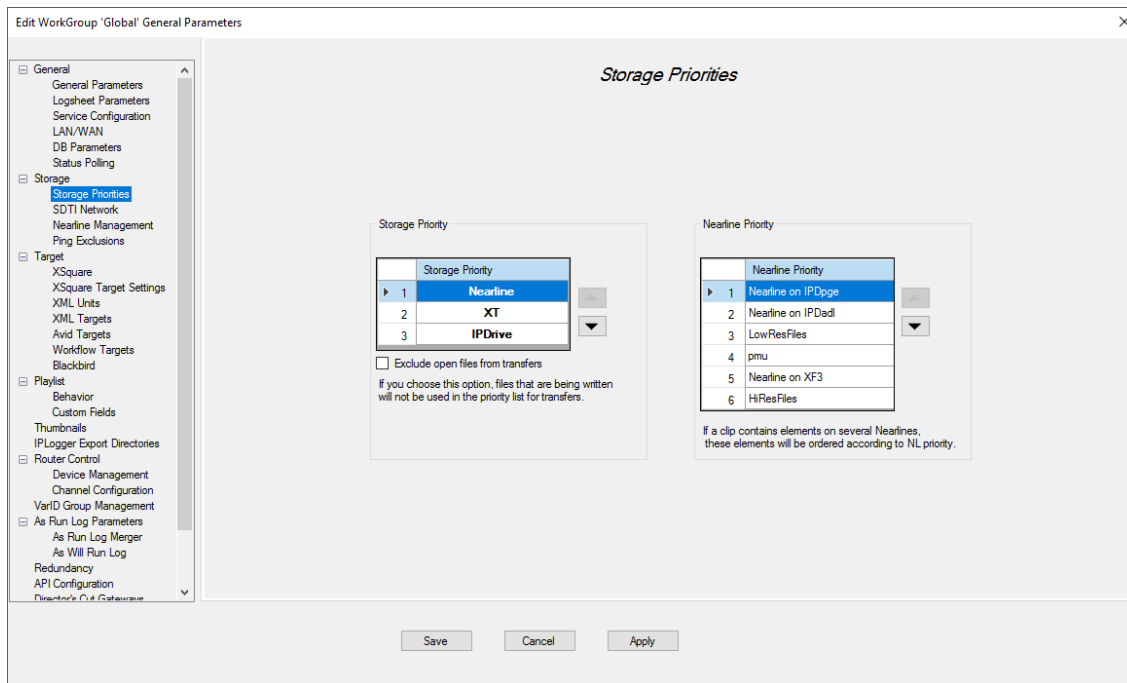 Edit WorkGroup 'Global' General Parameters
General
General Parameters
Logsheet Parameters
Service Configuration
LAN/WAN
DB Parameters
Status Polling
Storage
Storage Priorities
SDTI Network
Nearline Management
Ping Exclusions
Target
XSquare
XSquare Target Settings
XML Units
XML Targets
Avid Targets
Workflow Targets
Blackbird
Playlist
Behavior
Custom Fields
Thumbnails
IPLogger Export Directories
Router Control
Device Management
Channel Configuration
VarID Group Management
As Run Log Parameters
As Run Log Merger
As Will Run Log
Redundancy
API Configuration
Director's Cut Gateways
Storage Priorities
Storage Priority
Storage Priority
1 Nearline
2 XT
3 IPDrive
Exclude open files from transfers
If you choose this option, files that are being written
will not be used in the priority list for transfers.
Nearline Priority
Nearline Priority
1 Nearline on IPDpge
2 Nearline on IPDadl
3 LowResFiles
4 pmu
5 Nearline on XF3
6 HiResFiles
If a clip contains elements on several Nearlines,
these elements will be ordered according to NL priority.
Save
Cancel
Apply